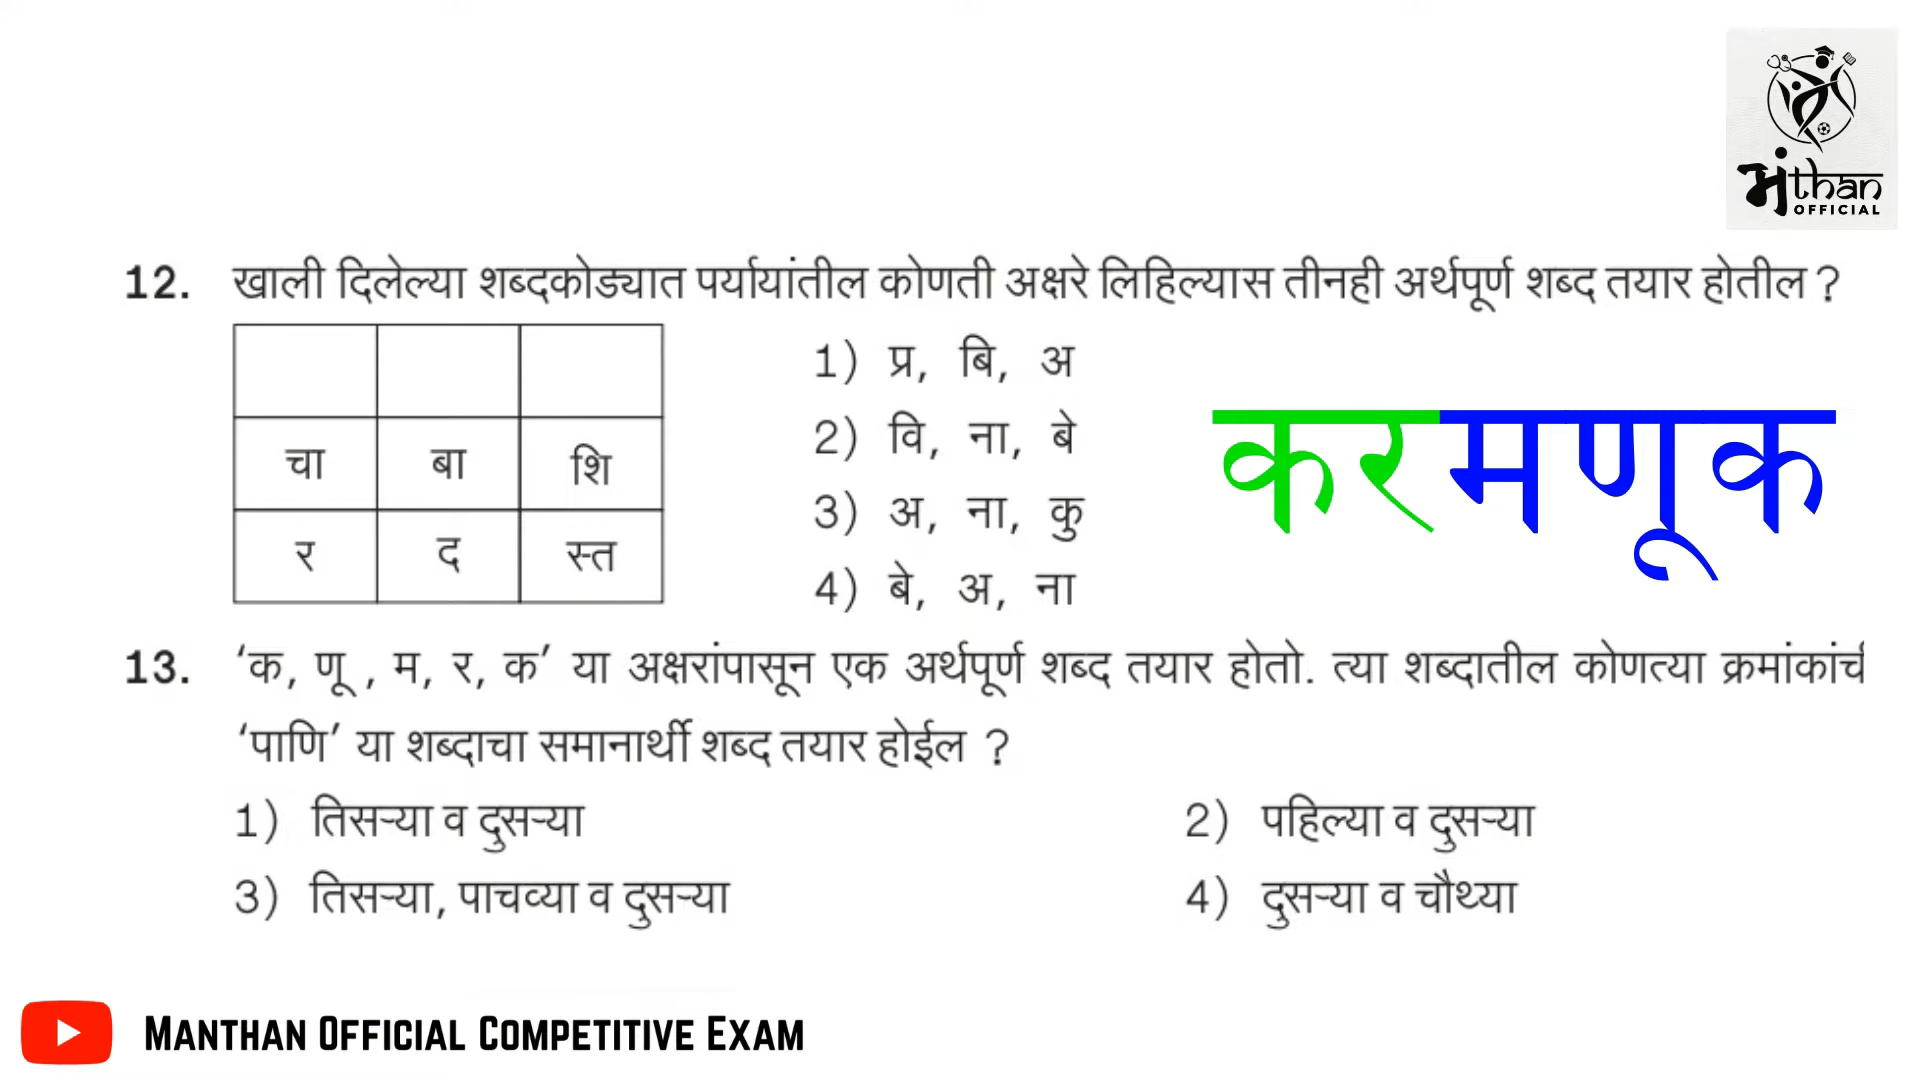 मंthan
OFFICIAL
12. खाली दिलेल्या शब्दकोड्यात पर्यायांतील कोणती अक्षरे लिहिल्यास तीनही अर्थपूर्ण शब्द तयार होतील ?
चा बा शि
र द स्त
1) प्र, बि, अ
2) वि, ना, बे
3) अ, ना, कु
4) बे, अ, ना
करमणूक
13. ‘क, णू , म, र, क’ या अक्षरांपासून एक अर्थपूर्ण शब्द तयार होतो. त्या शब्दातील कोणत्या
‘पाणि’ या शब्दाचा समानार्थी शब्द तयार होईल ?
1) तिसऱ्या व दुसऱ्या
2) पहिल्या व दुसऱ्या
3) तिसऱ्या, पाचव्या व दुसऱ्या
4) दुसऱ्या व चौथ्या
MANTHAN OFFICIAL COMPETITIVE EXAM